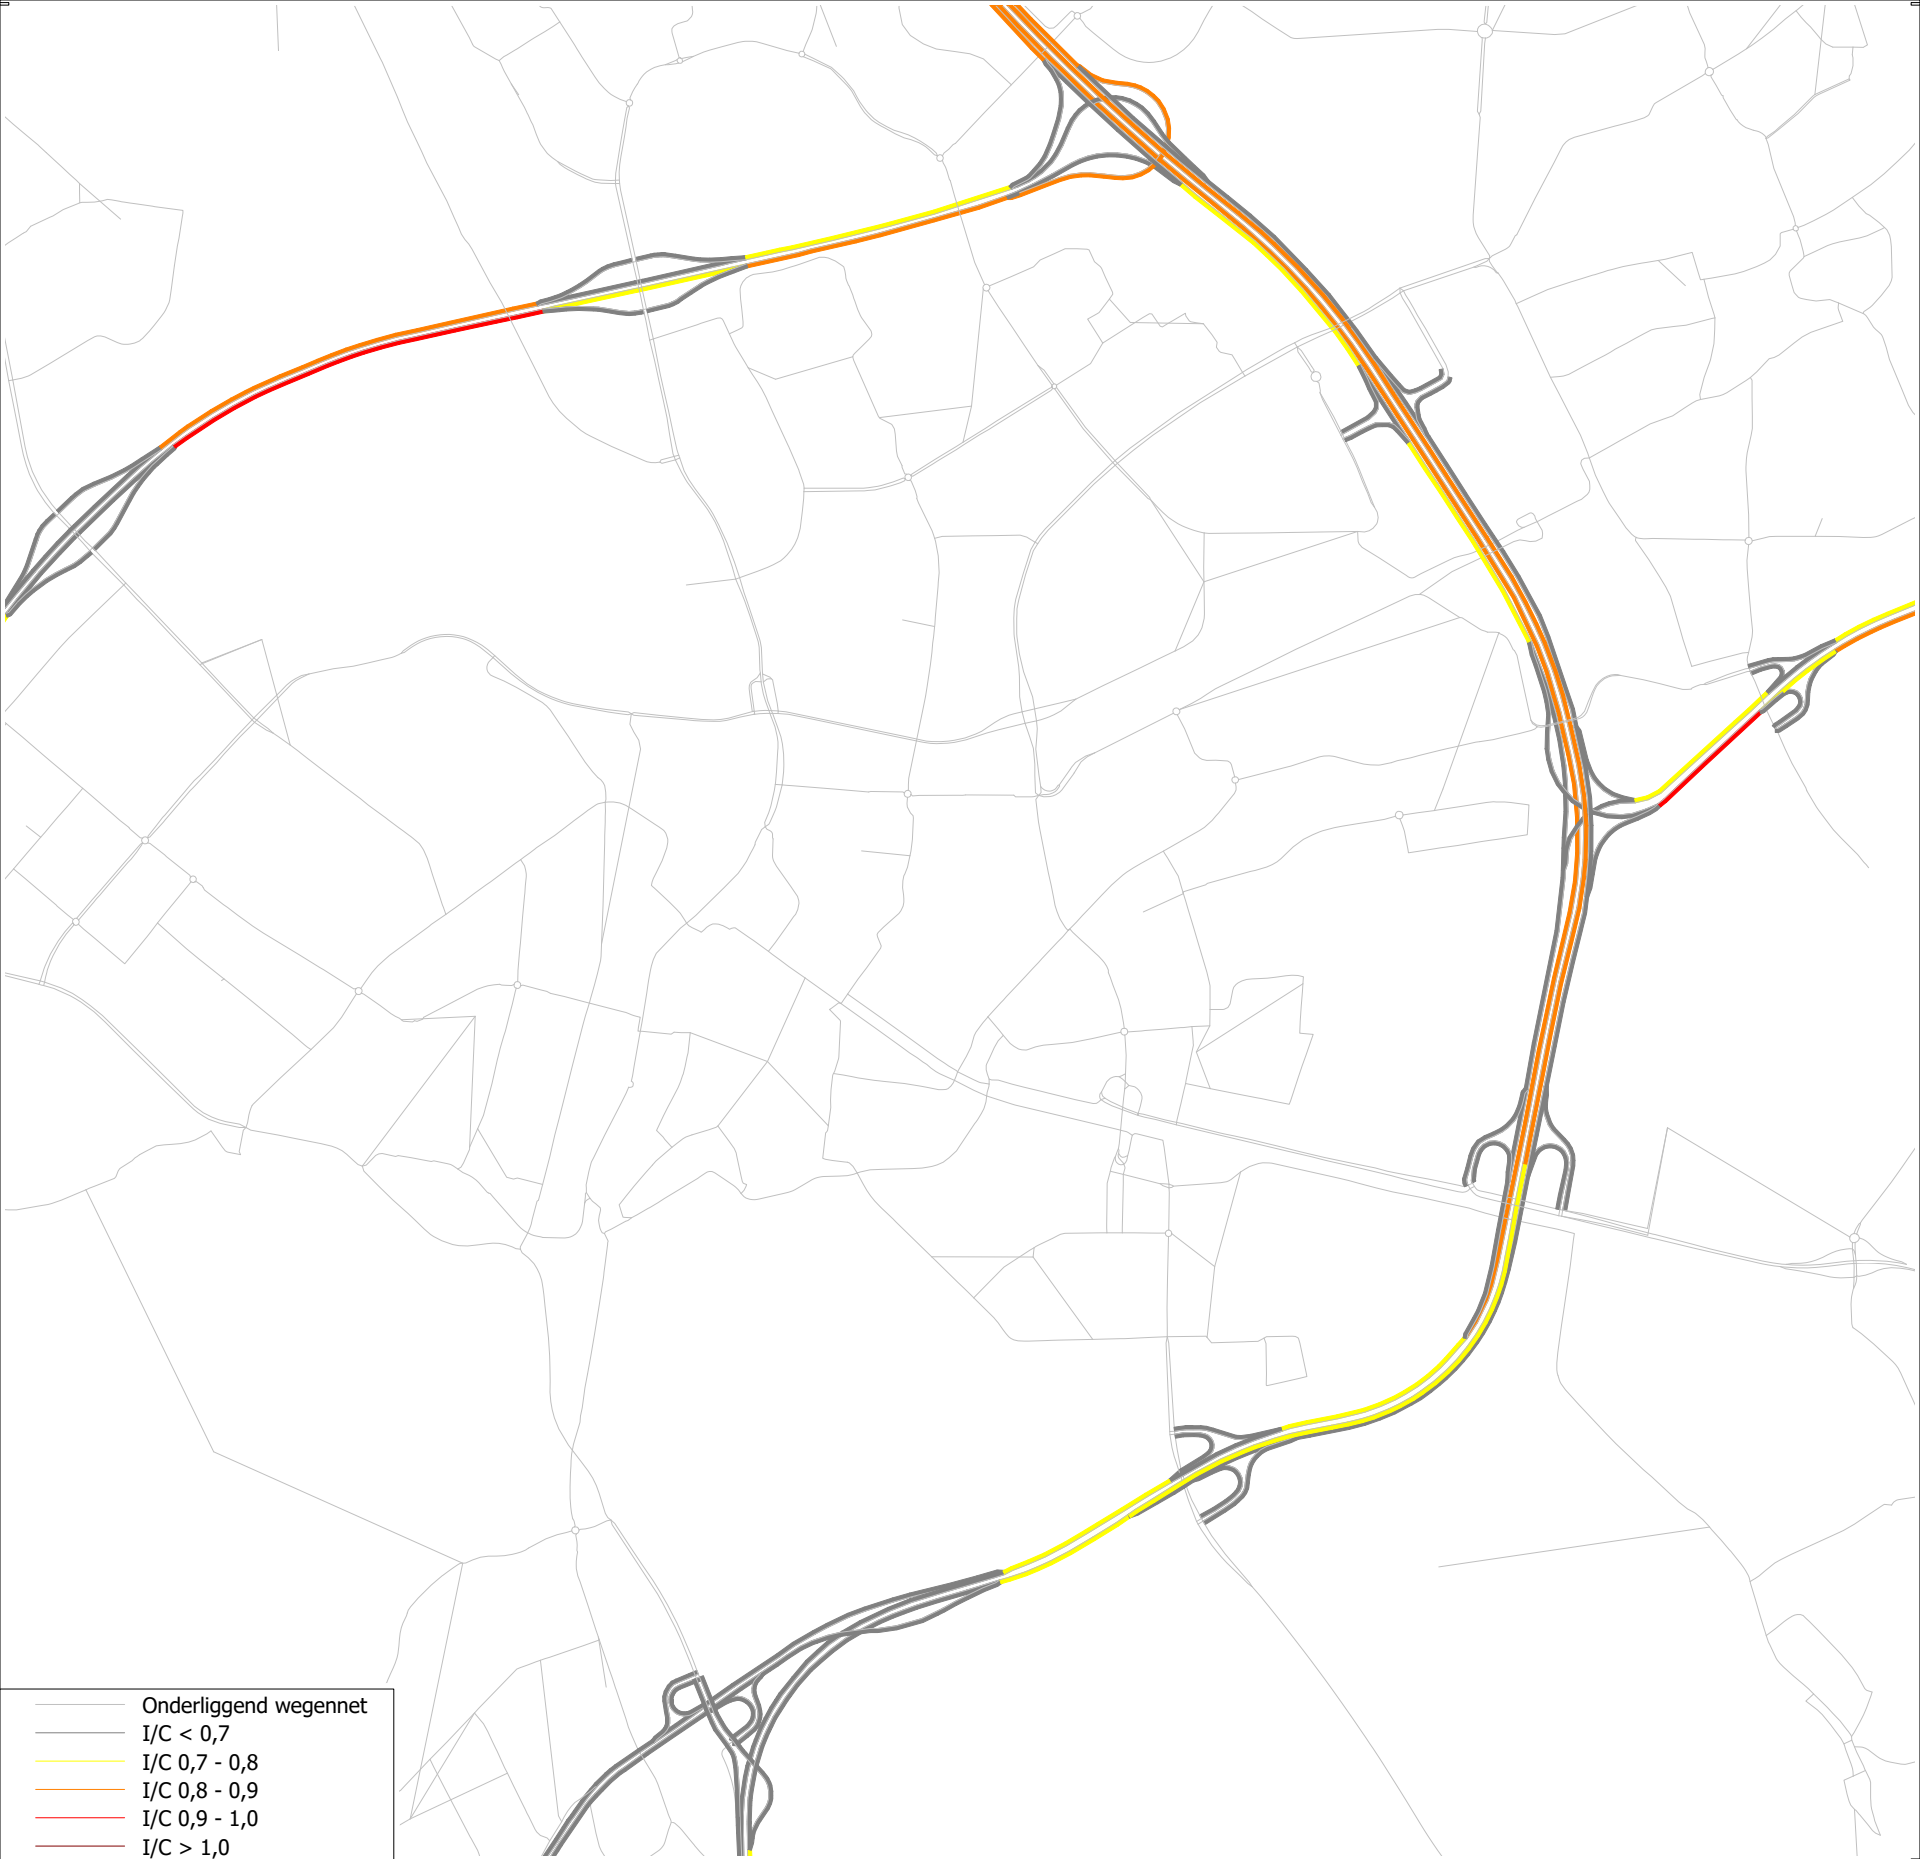 Onderliggend wegennet
I/C < 0,7
I/C 0,7 - 0,8
I/C 0,8 - 0,9
I/C 0,9 - 1,0
I/C > 1,0